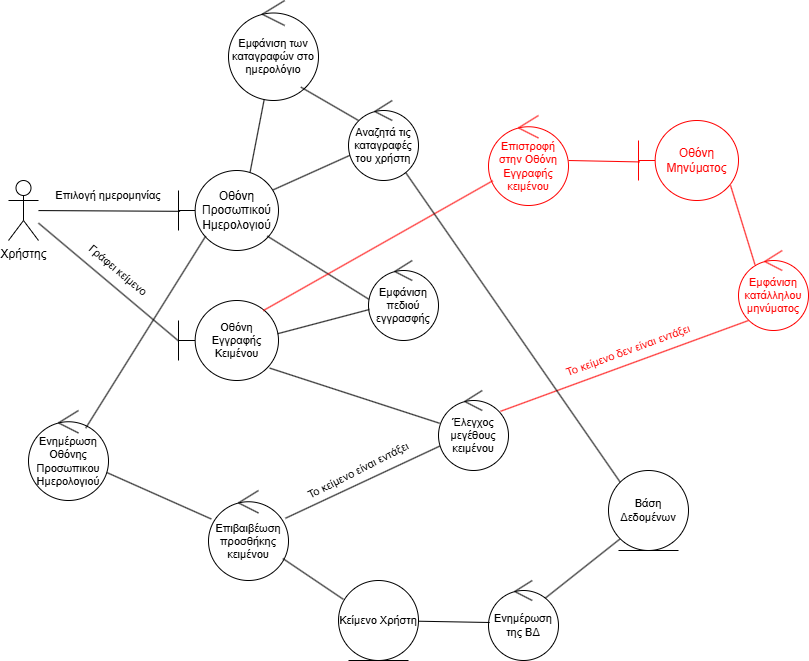 Εμφάνιση των
καταγραφών στο
ημερολόγιο
Αναζητά τις
καταγραφές
του χρήστη
Επιστροφή
στην Οθόνη
Εγγραφής
κειμένου
Οθόνη
Μηνύματος
Επιλογή ημερομηνίας
Οθόνη
Προσωπικού
Ημερολογιού
Χρήστης
Γράφει κείμενο
Εμφάνιση
πεδιού
εγγρασφής
Εμφάνιση
κατάλληλου
μηνύματος
Οθόνη
Εγγραφής
Κειμένου
Το κείμενο δεν είναι εντάξει
Έλεγχος
μεγέθους
κειμένου
Ενημέρωση
Οθόνης
Προσωπικου
Ημερολογιού
Το κείμενο είναι εντάξει
Βάση
Δεδομένων
Επιβαιβέωση
προσθήκης
κειμένου
Κείμενο Χρήστη
Ενημέρωση
της ΒΔ